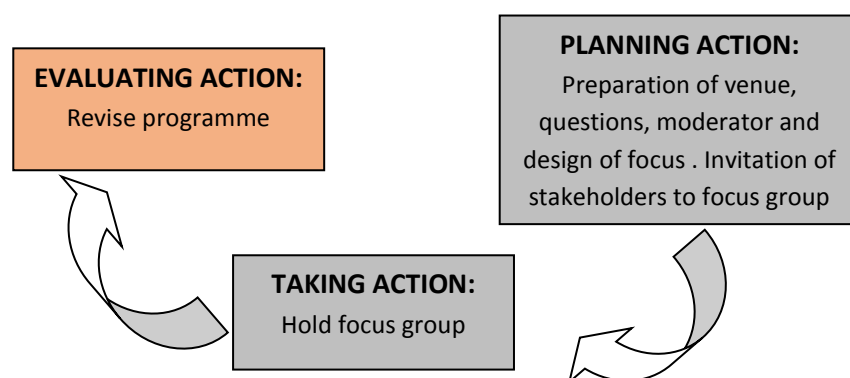 EVALUATING ACTION:
Revise programme
PLANNING ACTION:
Preparation of venue,
questions, moderator and
design of focus . Invitation of
stakeholders to focus group
TAKING ACTION:
Hold focus group